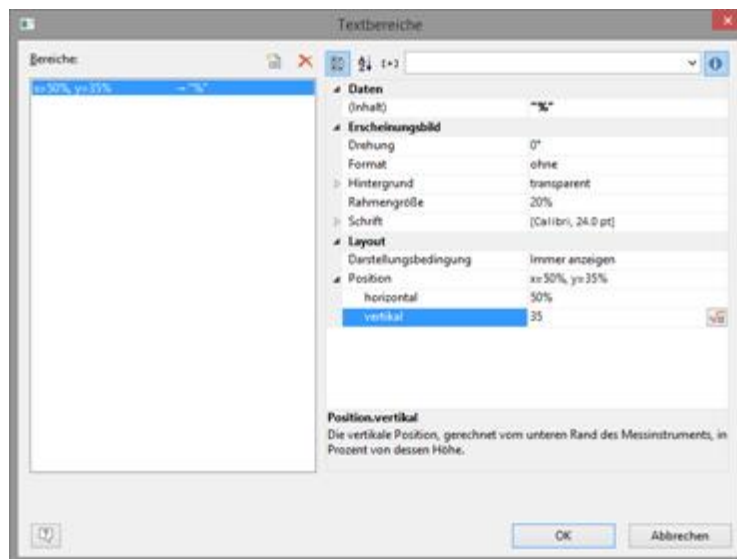 Textbereiche
Bereiche:
x=50%, y=35% → "%"
Daten
(Inhalt) "%"
Erscheinungsbild
Drehung 0°
Format ohne
Hintergrund transparent
Rahmengröße 20%
Schrift [Calibri, 24.0 pt]
Layout
Darstellungsbedingung Immer anzeigen
Position x=50%, y=35%
horizontal 50%
vertikal 35
Position.vertikal
Die vertikale Position, gerechnet vom unteren Rand des Messinstruments, in
Prozent von dessen Höhe.
OK Abbrechen